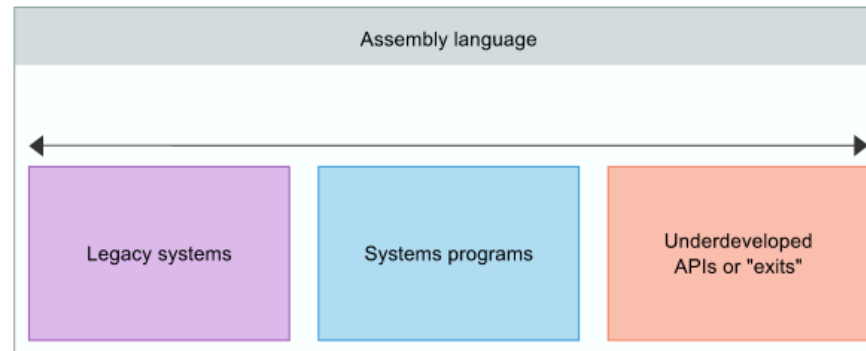 Assembly language
Legacy systems
Systems programs
Underdeveloped
APIs or "exits"